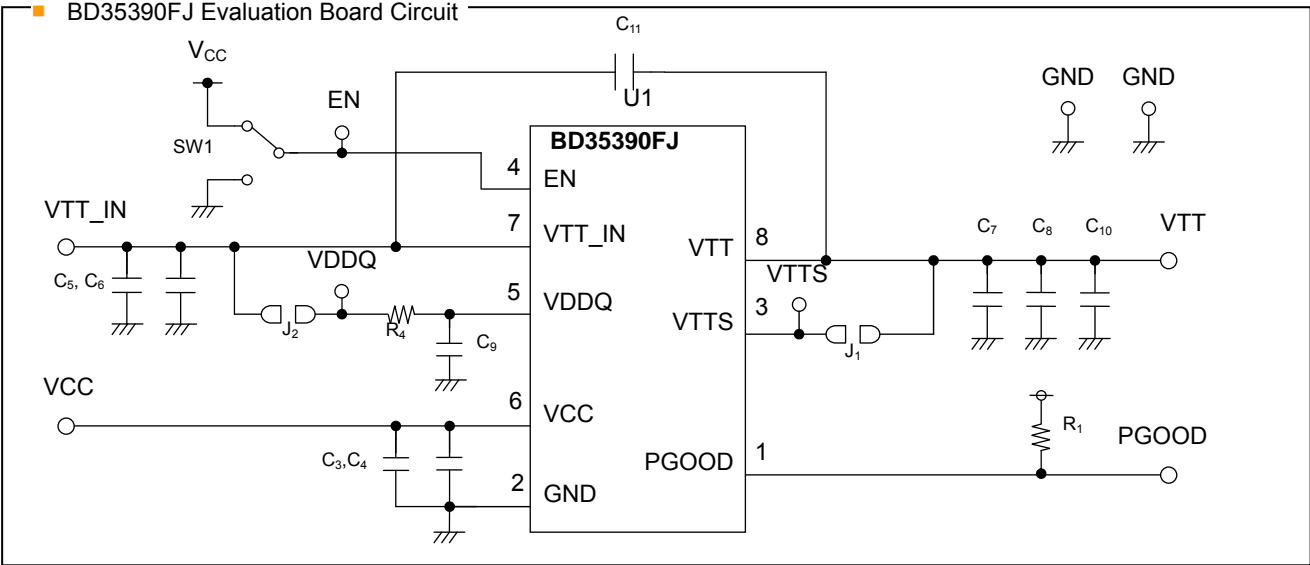 BD35390FJ Evaluation Board Circuit
C11
VCC
GND GND
EN
U1
SW1
BD35390FJ
4
EN
VTT_IN
7
VTT_IN
VTT
8
C7
C8
C10
VTT
VDDQ
VTTS
C5, C6
5
VDDQ
3
VTTS
J2
R4
C9
J1
VCC
6
VCC
R1
PGOOD
C3,C4
PGOOD
1
2
GND